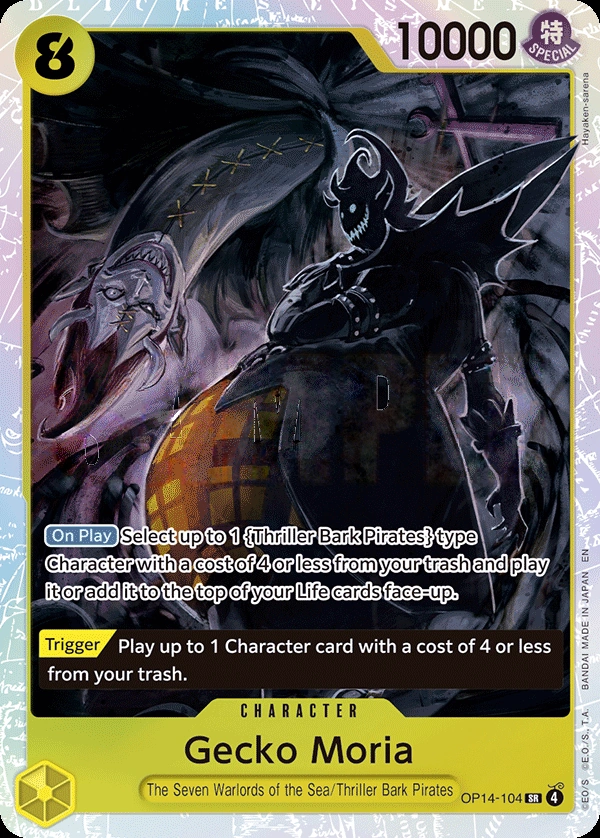 8
10000
特
SPECIAL
Hayaken-sarena
On Play Select up to 1 {Thriller Bark Pirates} type
Character with a cost of 4 or less from your trash and play
it or add it to the top of your Life cards face-up.
Trigger Play up to 1 Character card with a cost of 4 or less
from your trash.
CHARACTER
Gecko Moria
The Seven Warlords of the Sea/Thriller Bark Pirates
OP14-104 SR 4
©E.O/S ©E.O./S., T.A. BANDAI MADE IN JAPAN EN